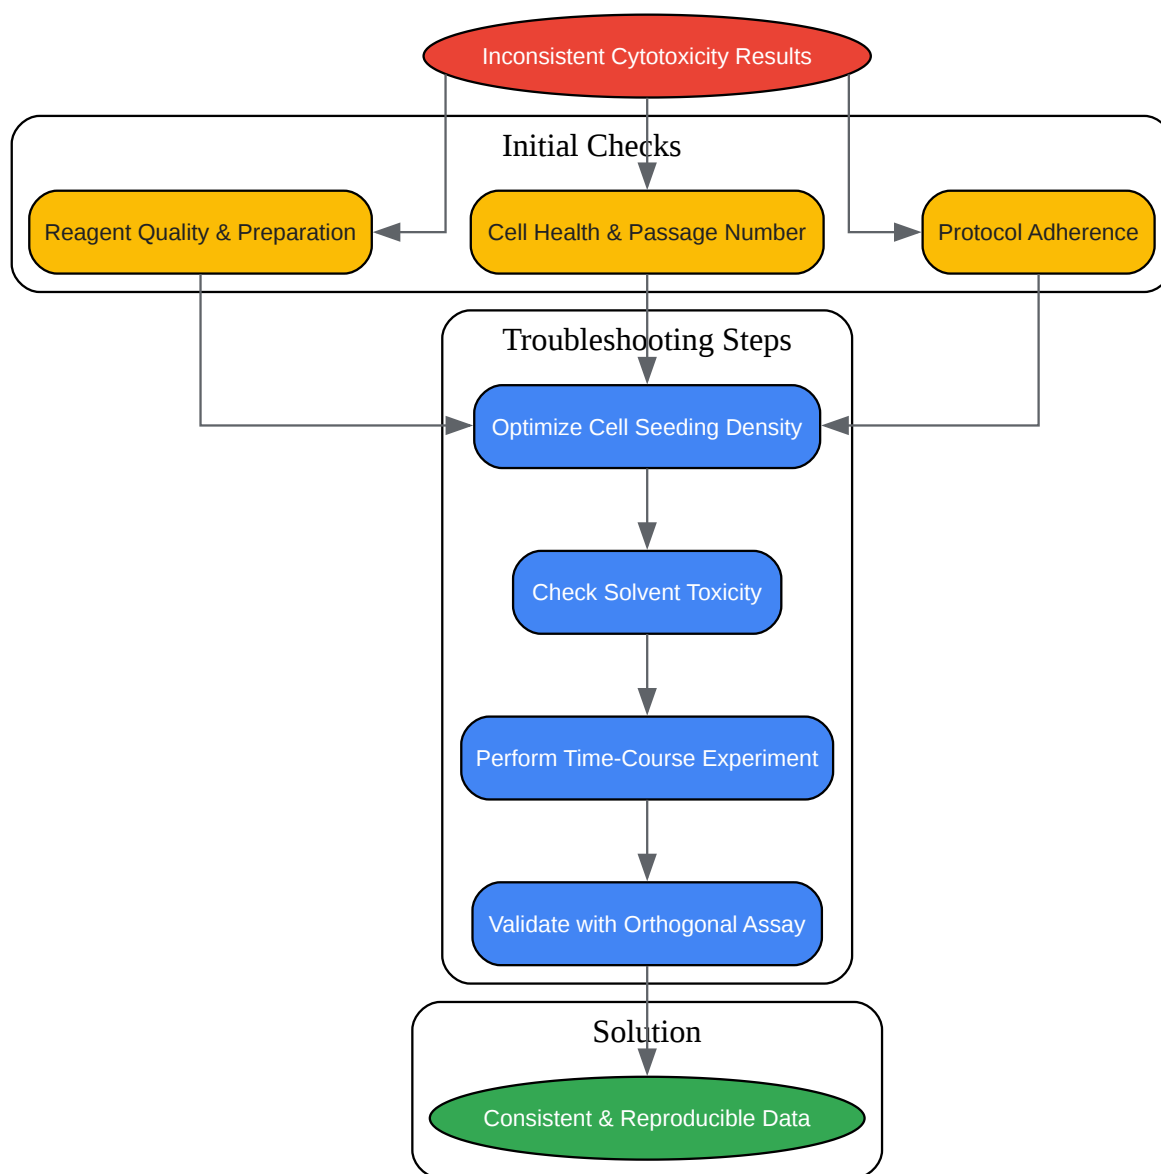 Inconsistent Cytotoxicity Results
Initial Checks
Reagent Quality & Preparation
Cell Health & Passage Number
Protocol Adherence
Troubleshooting Steps
Optimize Cell Seeding Density
Check Solvent Toxicity
Perform Time-Course Experiment
Validate with Orthogonal Assay
Solution
Consistent & Reproducible Data